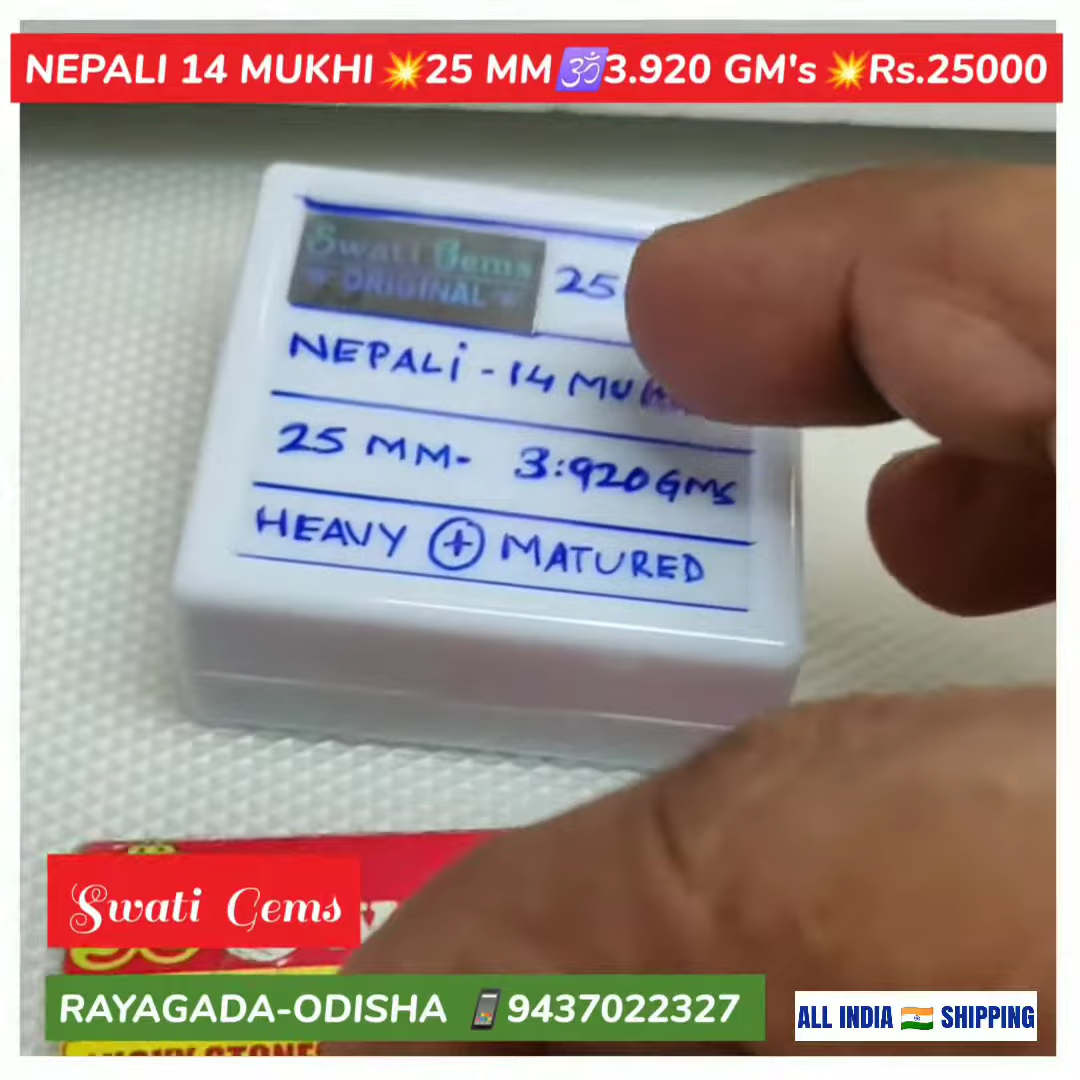 NEPALI 14 MUKHI 💥25 MM🕉3.920 GM's 💥Rs.25000
Swati Gems
ORIGINAL
25
NEPALI - 14 MU
25 MM- 3:920 GMS
HEAVY + MATURED
Swati Gems
RAYAGADA-ODISHA 📱9437022327
ALL INDIA 🇮🇳 SHIPPING